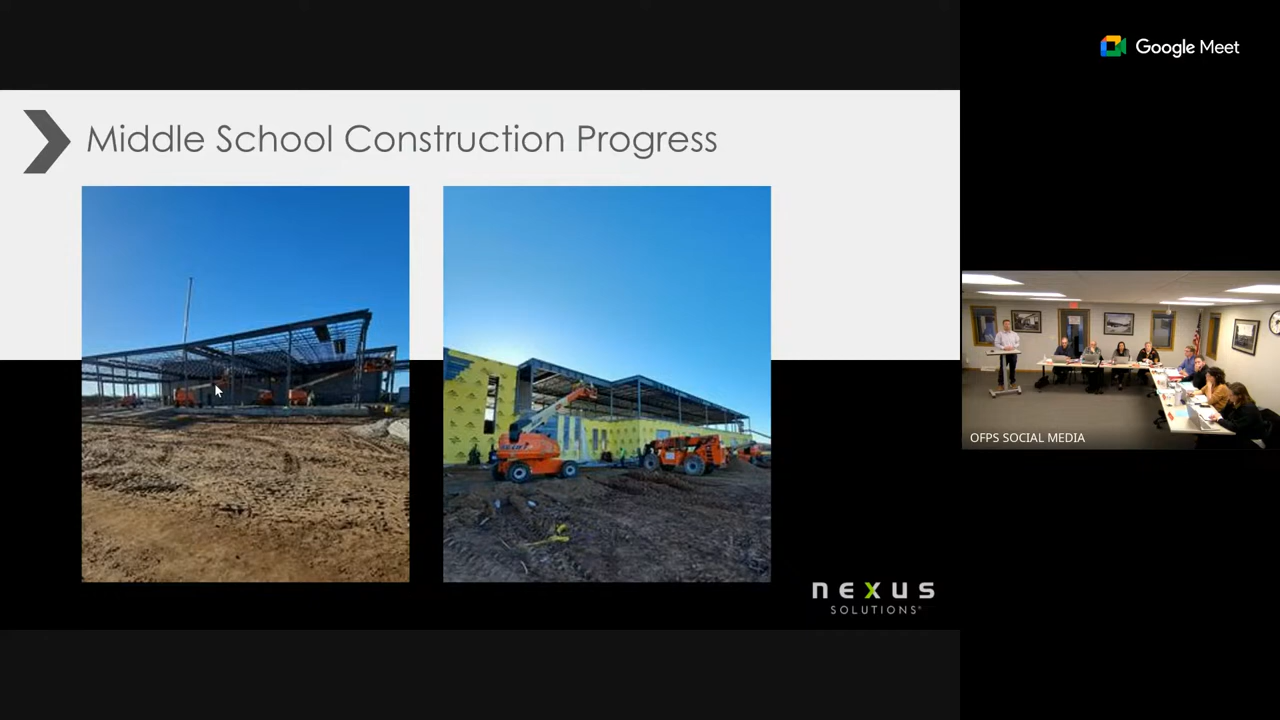 Google Meet
Middle School Construction Progress
OFPS SOCIAL MEDIA
nexus
SOLUTIONS